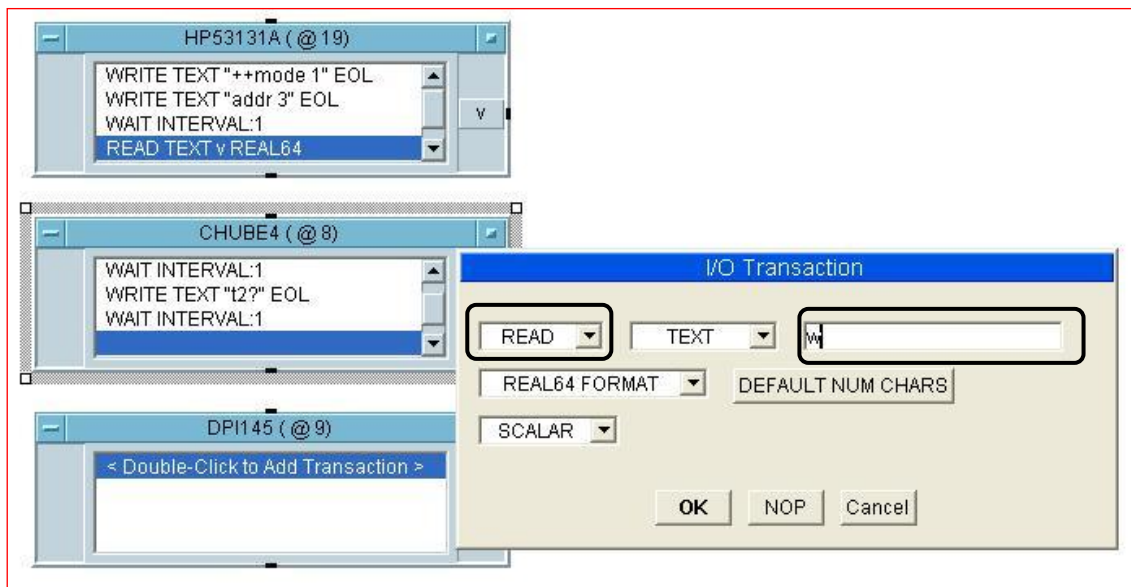 HP53131A ( @ 19)
WRITE TEXT "++mode 1" EOL
WRITE TEXT "addr 3" EOL
WAIT INTERVAL:1
READ TEXT v REAL64
v
CHUBE4 ( @ 8)
WAIT INTERVAL:1
WRITE TEXT "t2?" EOL
WAIT INTERVAL:1
I/O Transaction
READ TEXT w
REAL64 FORMAT DEFAULT NUM CHARS
SCALAR
OK NOP Cancel
DPI145 ( @ 9)
< Double-Click to Add Transaction >